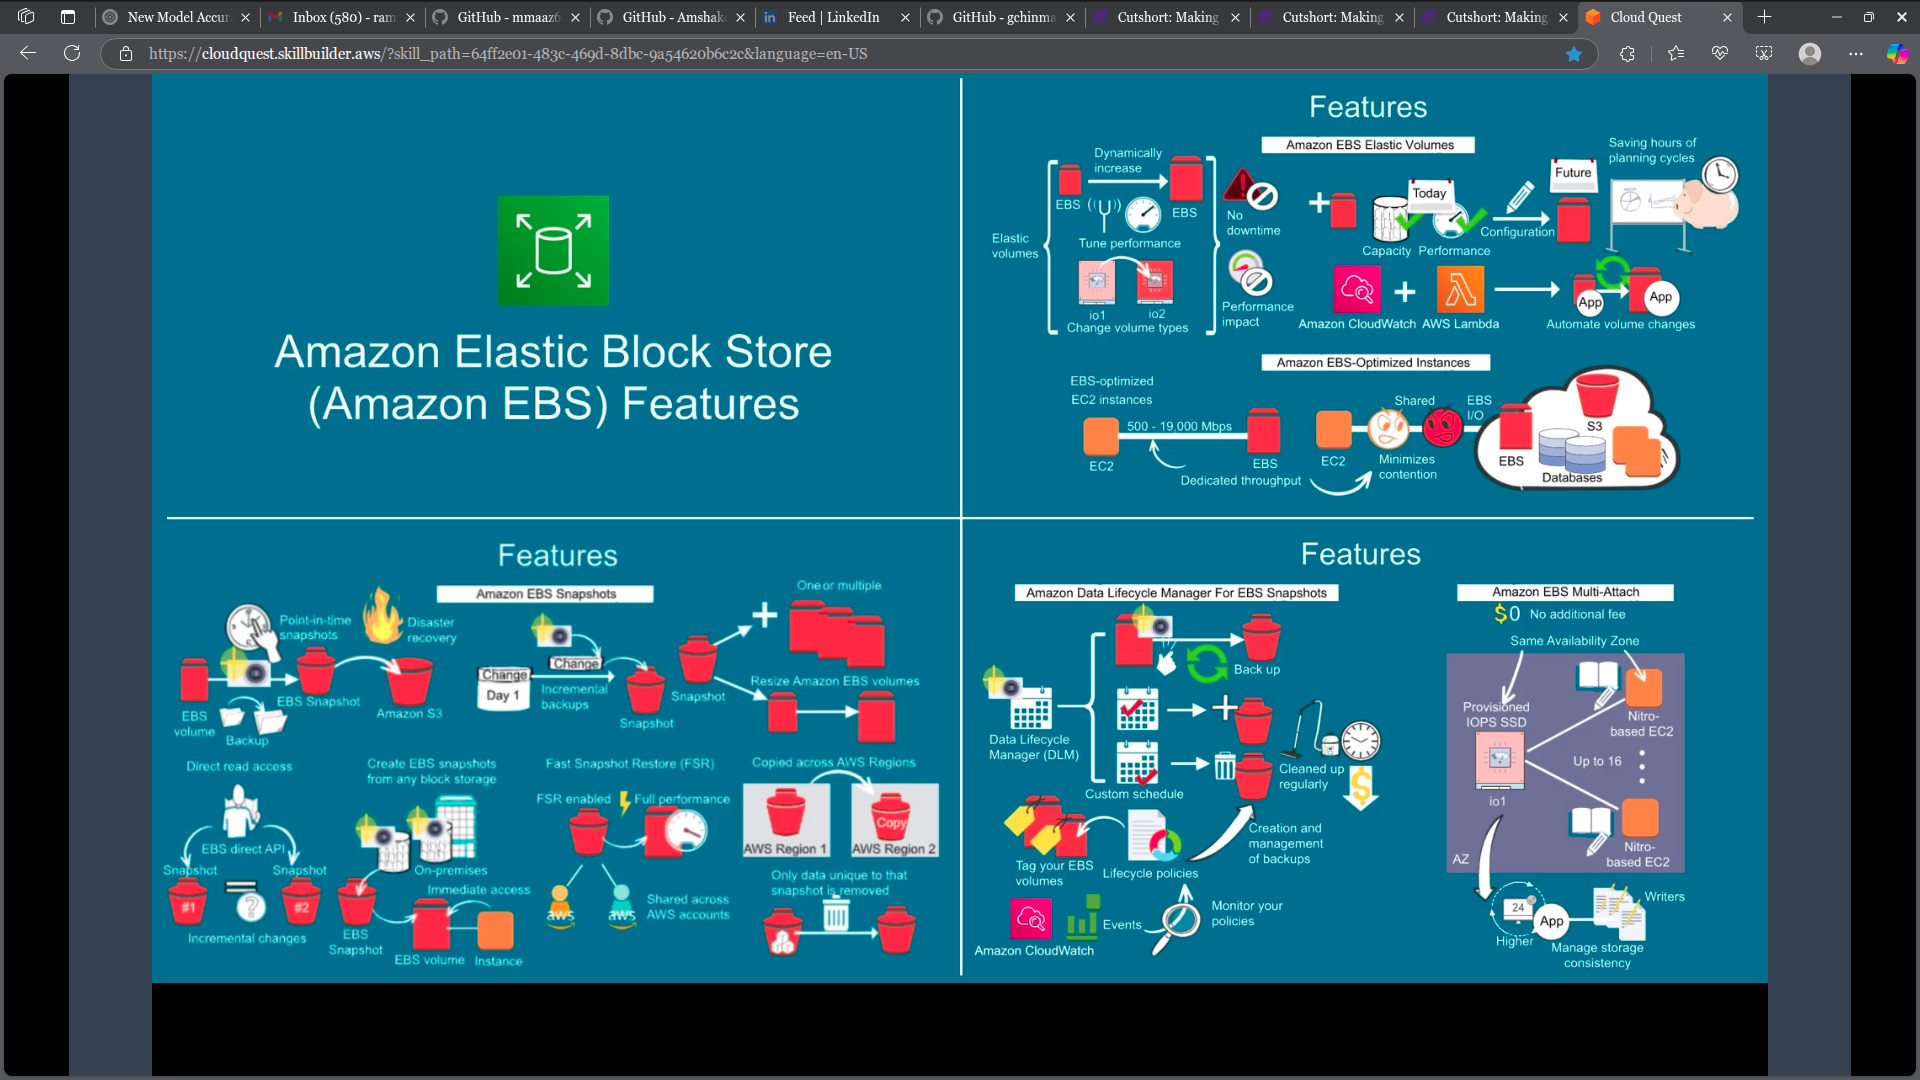 New Model Accur
Inbox (580) - ram
GitHub - mmaaz6
GitHub - Amshak
Feed | LinkedIn
GitHub - gchinma
Cutshort: Making
Cutshort: Making
Cutshort: Making
Cloud Quest
https://cloudquest.skillbuilder.aws/?skill_path=64ff2e01-483c-469d-8dbc-9a54620b6c2c&language=en-US
Amazon Elastic Block Store
(Amazon EBS) Features
Features
Amazon EBS Elastic Volumes
Elastic
volumes
Dynamically
increase
EBS
EBS
Tune performance
io1
io2
Change volume types
No
downtime
Performance
impact
Today
Capacity
Performance
Configuration
Future
Saving hours of
planning cycles
Amazon CloudWatch
AWS Lambda
App
App
Automate volume changes
Amazon EBS-Optimized Instances
EBS-optimized
EC2 instances
500 - 19,000 Mbps
EC2
EBS
Dedicated throughput
EC2
Shared
Minimizes
contention
EBS
I/O
EBS
S3
Databases
Features
Amazon EBS Snapshots
Point-in-time
snapshots
Disaster
recovery
EBS
volume
EBS Snapshot
Amazon S3
Backup
Change
Change
Day 1
Incremental
backups
Snapshot
Snapshot
One or multiple
Resize Amazon EBS volumes
Direct read access
EBS direct API
Snapshot
Snapshot
#1
?
#2
Incremental changes
Create EBS snapshots
from any block storage
On-premises
Immediate access
EBS
Snapshot
EBS volume
Instance
Fast Snapshot Restore (FSR)
FSR enabled
Full performance
aws
aws
Shared across
AWS accounts
Copied across AWS Regions
Copy
AWS Region 1
AWS Region 2
Only data unique to that
snapshot is removed
Features
Amazon Data Lifecycle Manager For EBS Snapshots
Data Lifecycle
Manager (DLM)
Back up
Custom schedule
Cleaned up
regularly
$
Tag your EBS
volumes
Lifecycle policies
Creation and
management
of backups
Amazon CloudWatch
Events
Monitor your
policies
Amazon EBS Multi-Attach
$0 No additional fee
Same Availability Zone
Provisioned
IOPS SSD
io1
Nitro-
based EC2
Up to 16
Nitro-
based EC2
AZ
24
Higher
App
Writers
Manage storage
consistency